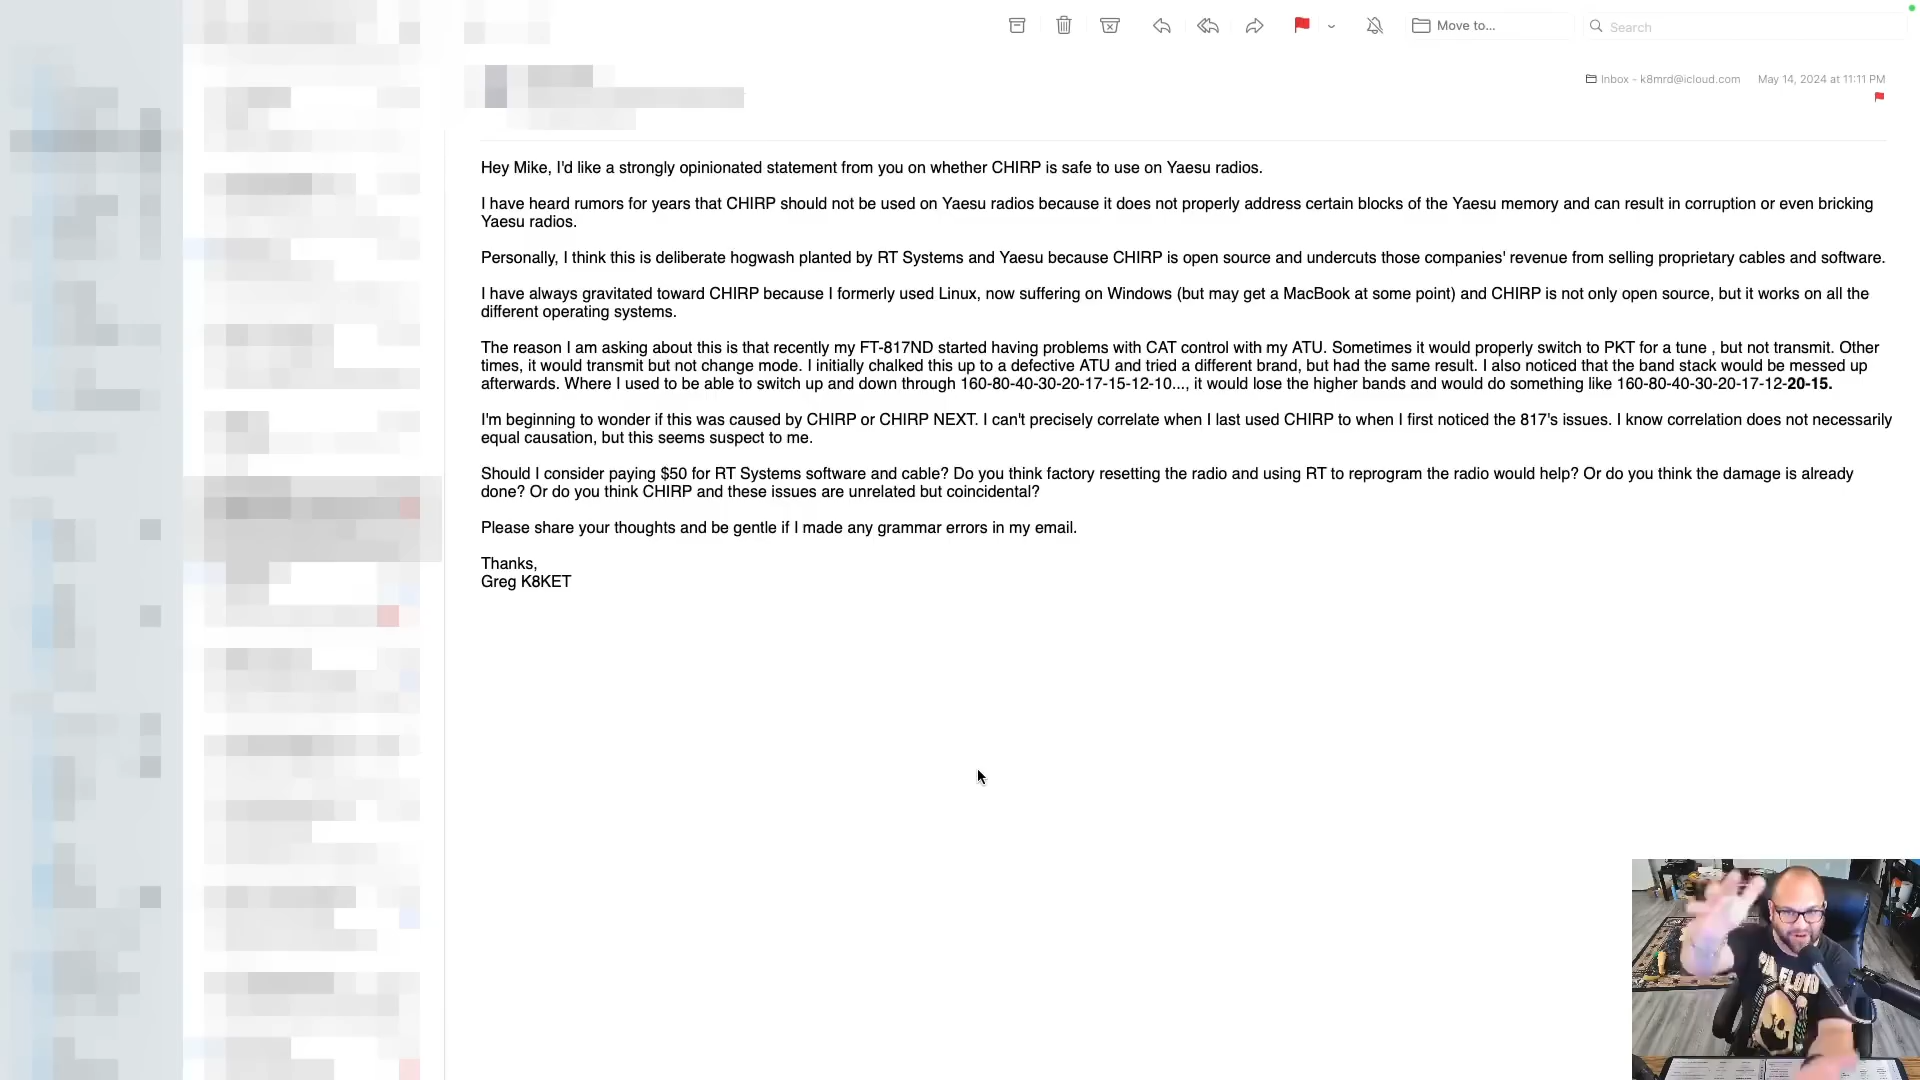 Move to...
Search
Inbox - k8mrd@icloud.com May 14, 2024 at 11:11 PM
Hey Mike, I'd like a strongly opinionated statement from you on whether CHIRP is safe to use on Yaesu radios.
I have heard rumors for years that CHIRP should not be used on Yaesu radios because it does not properly address certain blocks of the Yaesu memory and can result in corruption or even bricking
Yaesu radios.
Personally, I think this is deliberate hogwash planted by RT Systems and Yaesu because CHIRP is open source and undercuts those companies' revenue from selling proprietary cables and software.
I have always gravitated toward CHIRP because I formerly used Linux, now suffering on Windows (but may get a MacBook at some point) and CHIRP is not only open source, but it works on all the
different operating systems.
The reason I am asking about this is that recently my FT-817ND started having problems with CAT control with my ATU. Sometimes it would properly switch to PKT for a tune , but not transmit. Other
times, it would transmit but not change mode. I initially chalked this up to a defective ATU and tried a different brand, but had the same result. I also noticed that the band stack would be messed up
afterwards. Where I used to be able to switch up and down through 160-80-40-30-20-17-15-12-10..., it would lose the higher bands and would do something like 160-80-40-30-20-17-12-20-15.
I'm beginning to wonder if this was caused by CHIRP or CHIRP NEXT. I can't precisely correlate when I last used CHIRP to when I first noticed the 817's issues. I know correlation does not necessarily
equal causation, but this seems suspect to me.
Should I consider paying $50 for RT Systems software and cable? Do you think factory resetting the radio and using RT to reprogram the radio would help? Or do you think the damage is already
done? Or do you think CHIRP and these issues are unrelated but coincidental?
Please share your thoughts and be gentle if I made any grammar errors in my email.
Thanks,
Greg K8KET
FLOYD